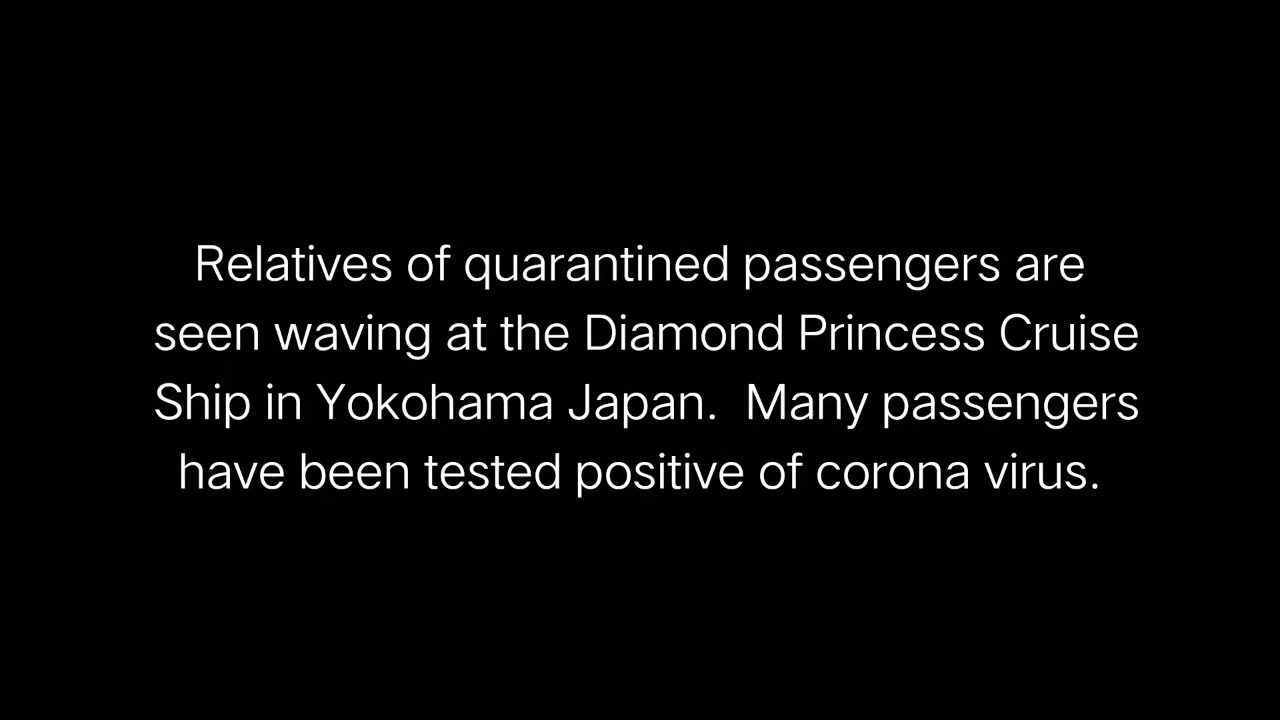 Relatives of quarantined passengers are
seen waving at the Diamond Princess Cruise
Ship in Yokohama Japan.  Many passengers
have been tested positive of corona virus.